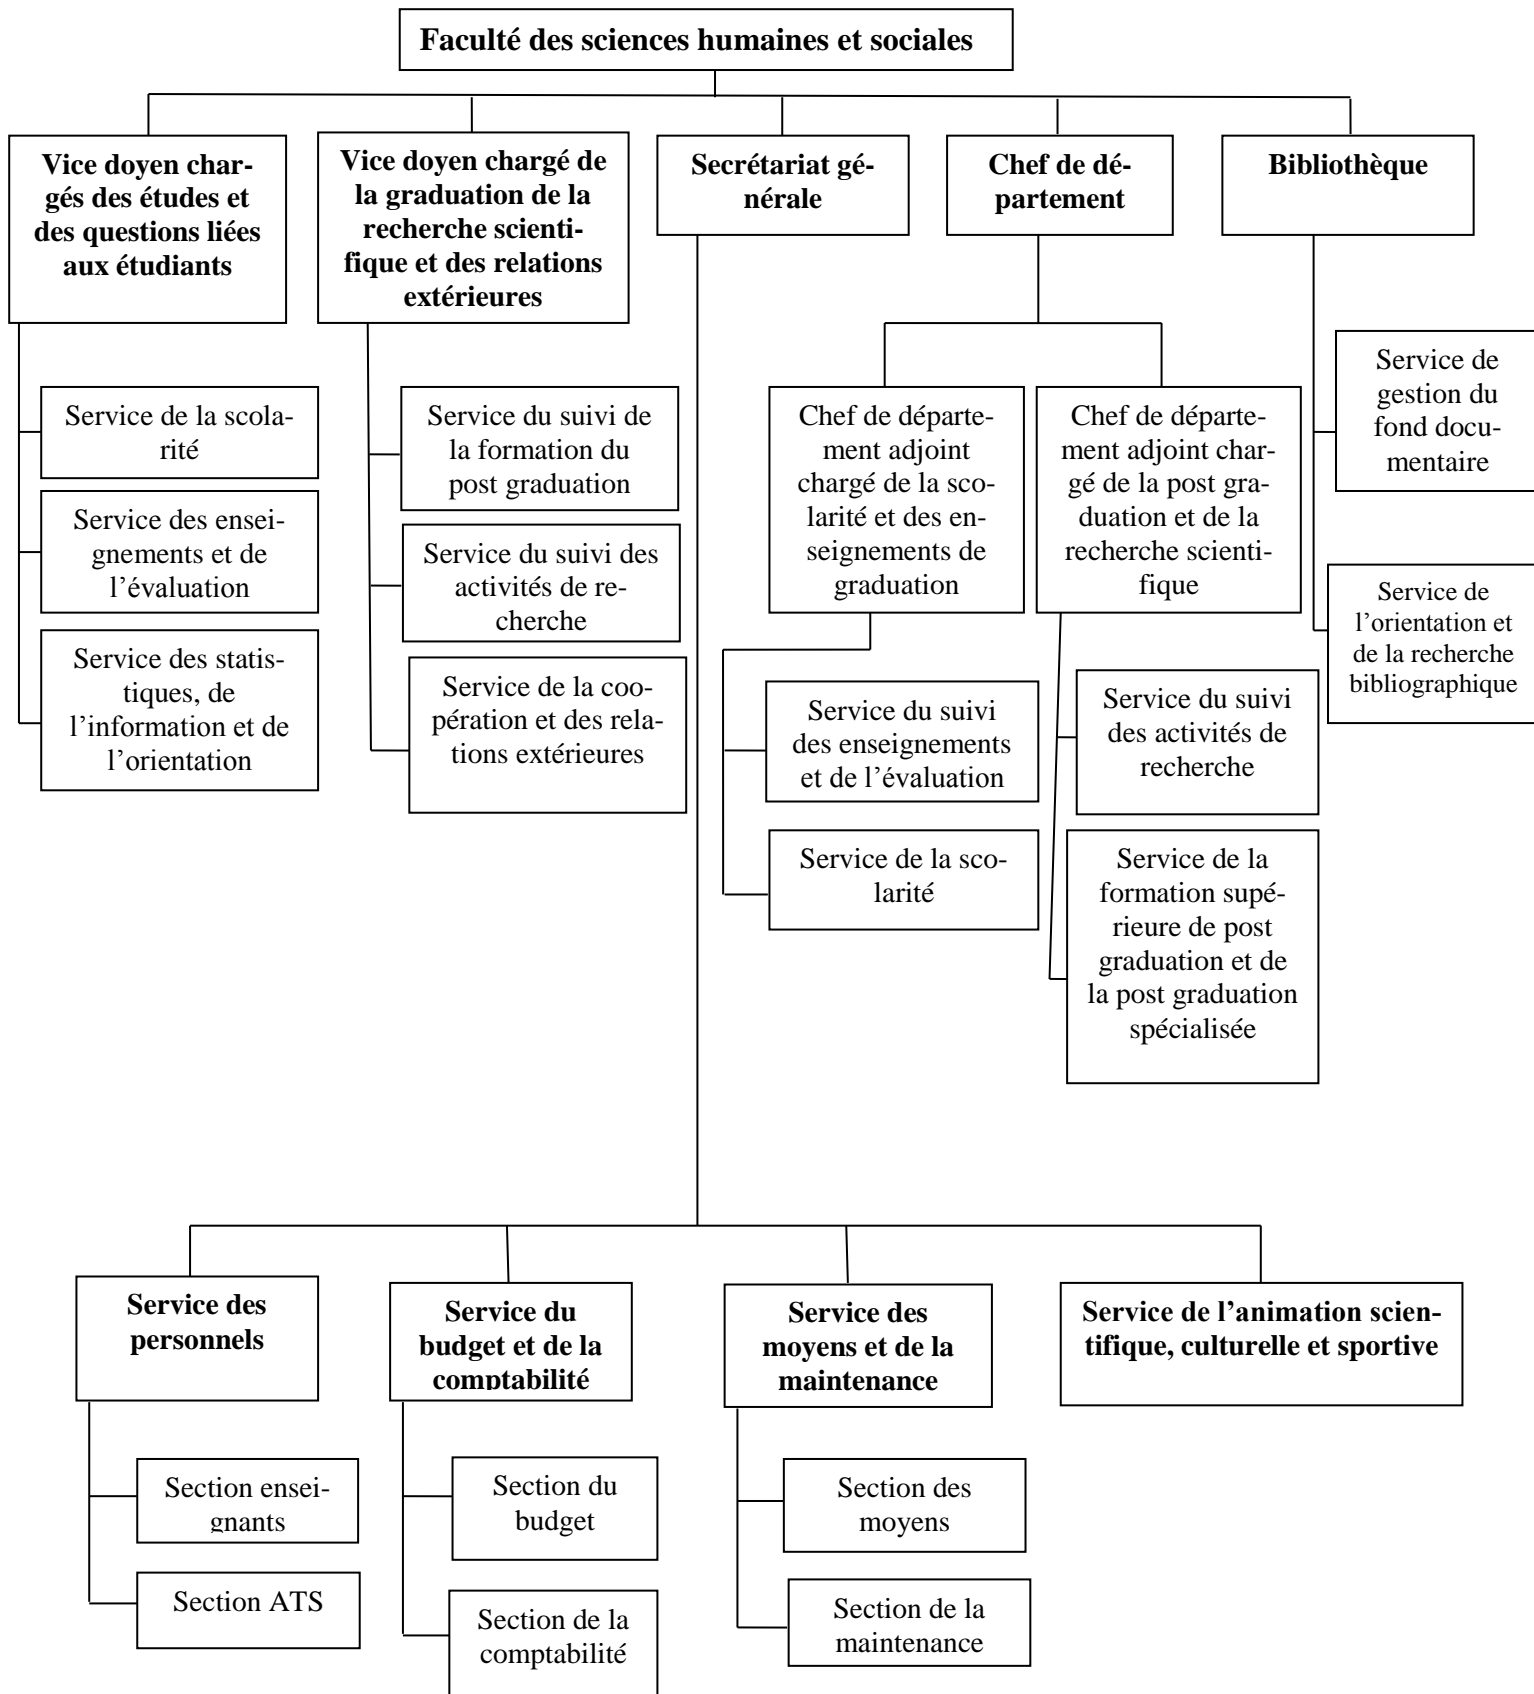 Faculté des sciences humaines et sociales
Vice doyen char-
gés des études et
des questions liées
aux étudiants
Vice doyen chargé de
la graduation de la
recherche scienti-
fique et des relations
extérieures
Secrétariat gé-
nérale
Chef de dé-
partement
Bibliothèque
Service de la scola-
rité
Service des ensei-
gnements et de
l’évaluation
Service des statis-
tiques, de
l’information et de
l’orientation
Service du suivi de
la formation du
post graduation
Service du suivi des
activités de re-
cherche
Service de la coo-
pération et des rela-
tions extérieures
Chef de départe-
ment adjoint
chargé de la sco-
larité et des en-
seignements de
graduation
Chef de départe-
ment adjoint char-
gé de la post gra-
duation et de la
recherche scienti-
fique
Service de
gestion du
fond docu-
mentaire
Service de
l’orientation et
de la recherche
bibliographique
Service du suivi
des enseignements
et de l’évaluation
Service de la sco-
larité
Service du suivi
des activités de
recherche
Service de la
formation supé-
rieure de post
graduation et de
la post graduation
spécialisée
Service des
personnels
Service du
budget et de la
comptabilité
Service des
moyens et de la
maintenance
Service de l’animation scien-
tifique, culturelle et sportive
Section ensei-
gnants
Section ATS
Section du
budget
Section de la
comptabilité
Section des
moyens
Section de la
maintenance